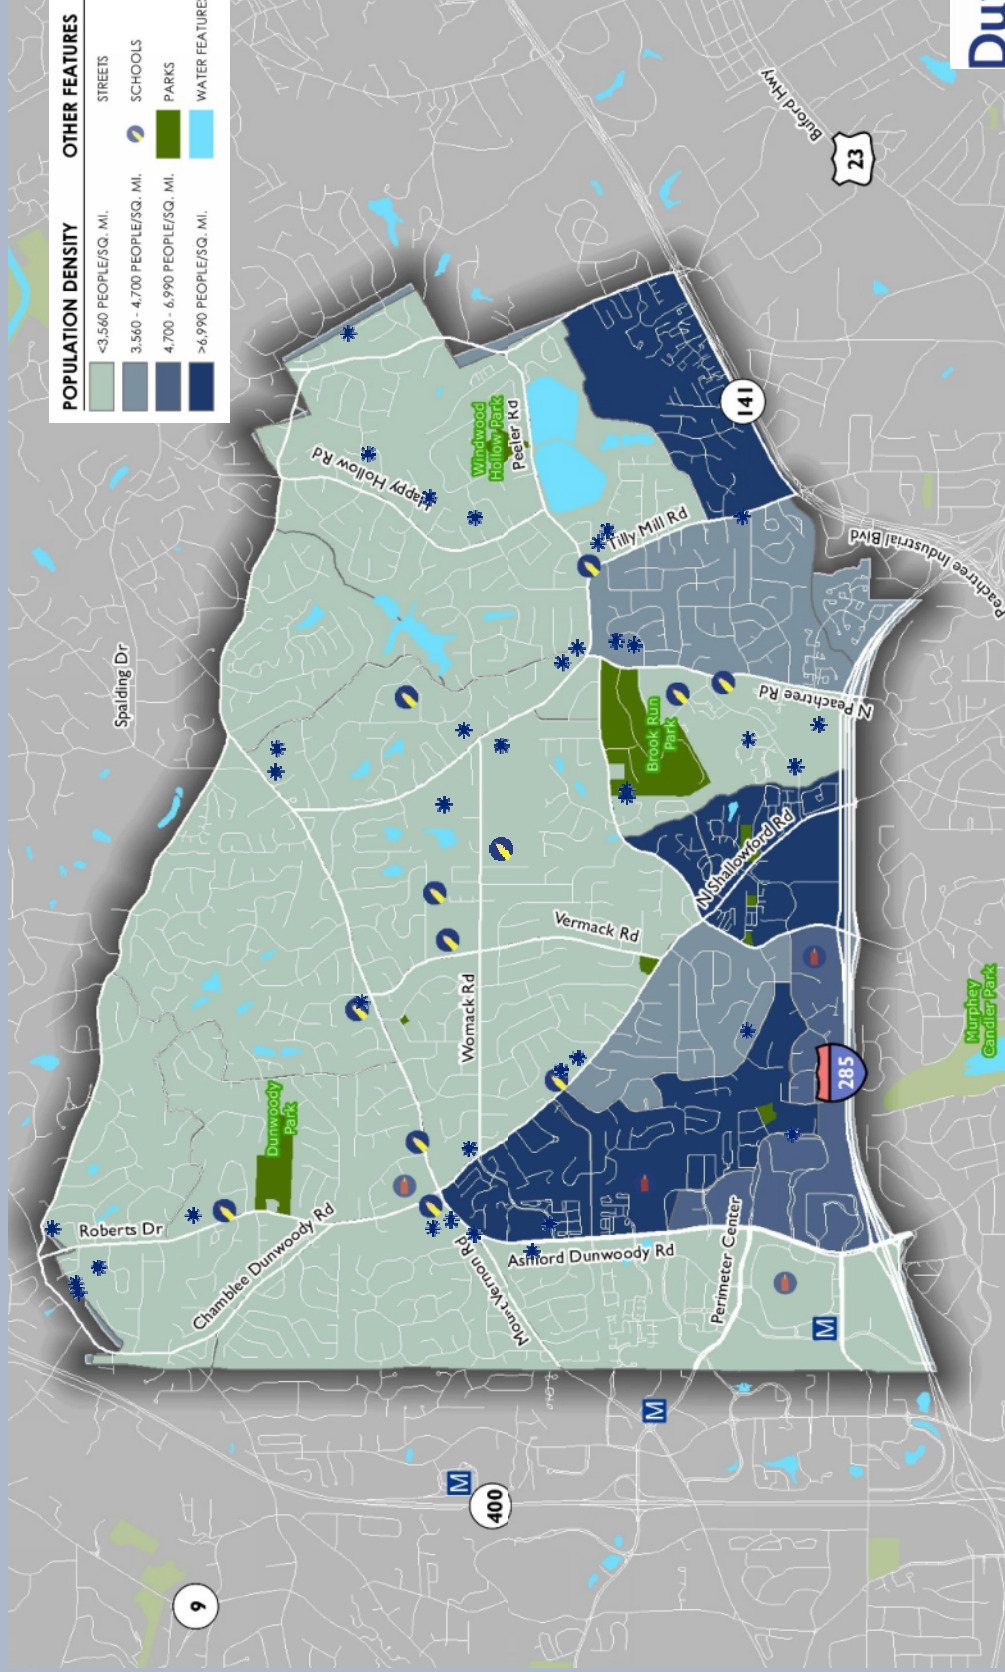 POPULATION DENSITY
<3,560 PEOPLE/SQ. MI.
3,560 - 4,700 PEOPLE/SQ. MI.
4,700 - 6,990 PEOPLE/SQ. MI.
>6,990 PEOPLE/SQ. MI.
OTHER FEATURES
STREETS
SCHOOLS
PARKS
WATER FEATURES
Du
9
400
M
M
M
Spalding Dr
Roberts Dr
Chamblee Dunwoody Rd
Dunwoody
Park
Mount Vernon Rd
Ashford Dunwoody Rd
Perimeter Center
Womack Rd
Vermack Rd
N Shallowford Rd
Brook Run
Park
N Peachtree Rd
Tilly Mill Rd
Happy Hollow Rd
Windwood
Hollow Park
Peeler Rd
285
141
Peachtree Industrial Blvd
Buford Hwy
23
Murphey
Candler Park